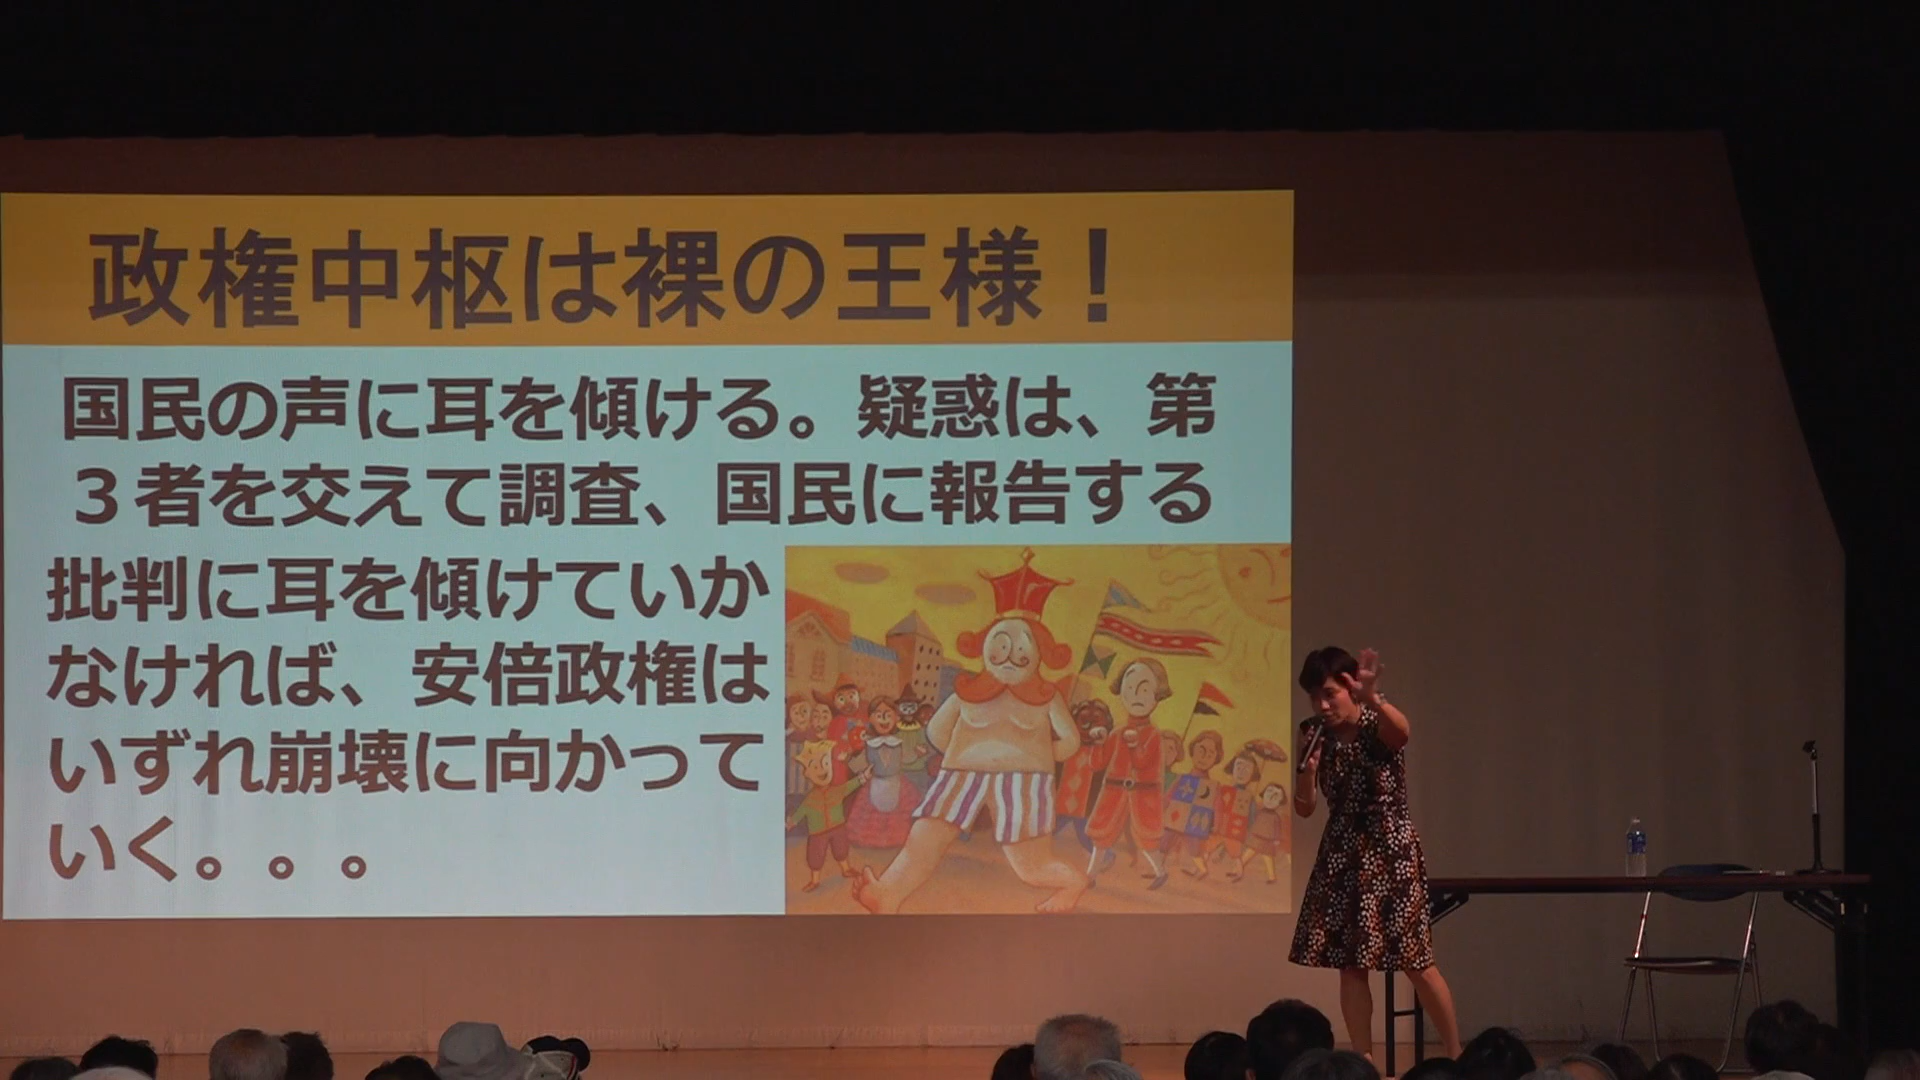 政権中枢は裸の王様！
国民の声に耳を傾ける。疑惑は、第
３者を交えて調査、国民に報告する
批判に耳を傾けていか
なければ、安倍政権は
いずれ崩壊に向かって
いく。。。